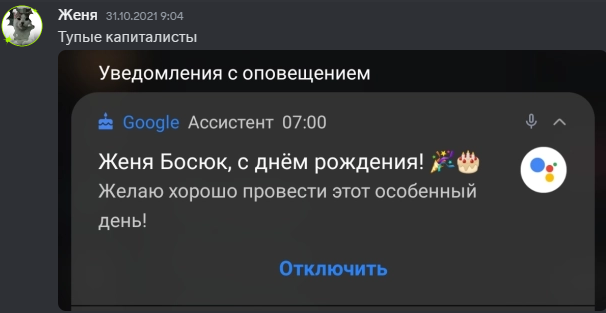 Женя 31.10.2021 9:04
Тупые капиталисты
Уведомления с оповещением
Google Ассистент 07:00
Женя Босюк, с днём рождения! 🎉🎂
Желаю хорошо провести этот особенный
день!
Отключить